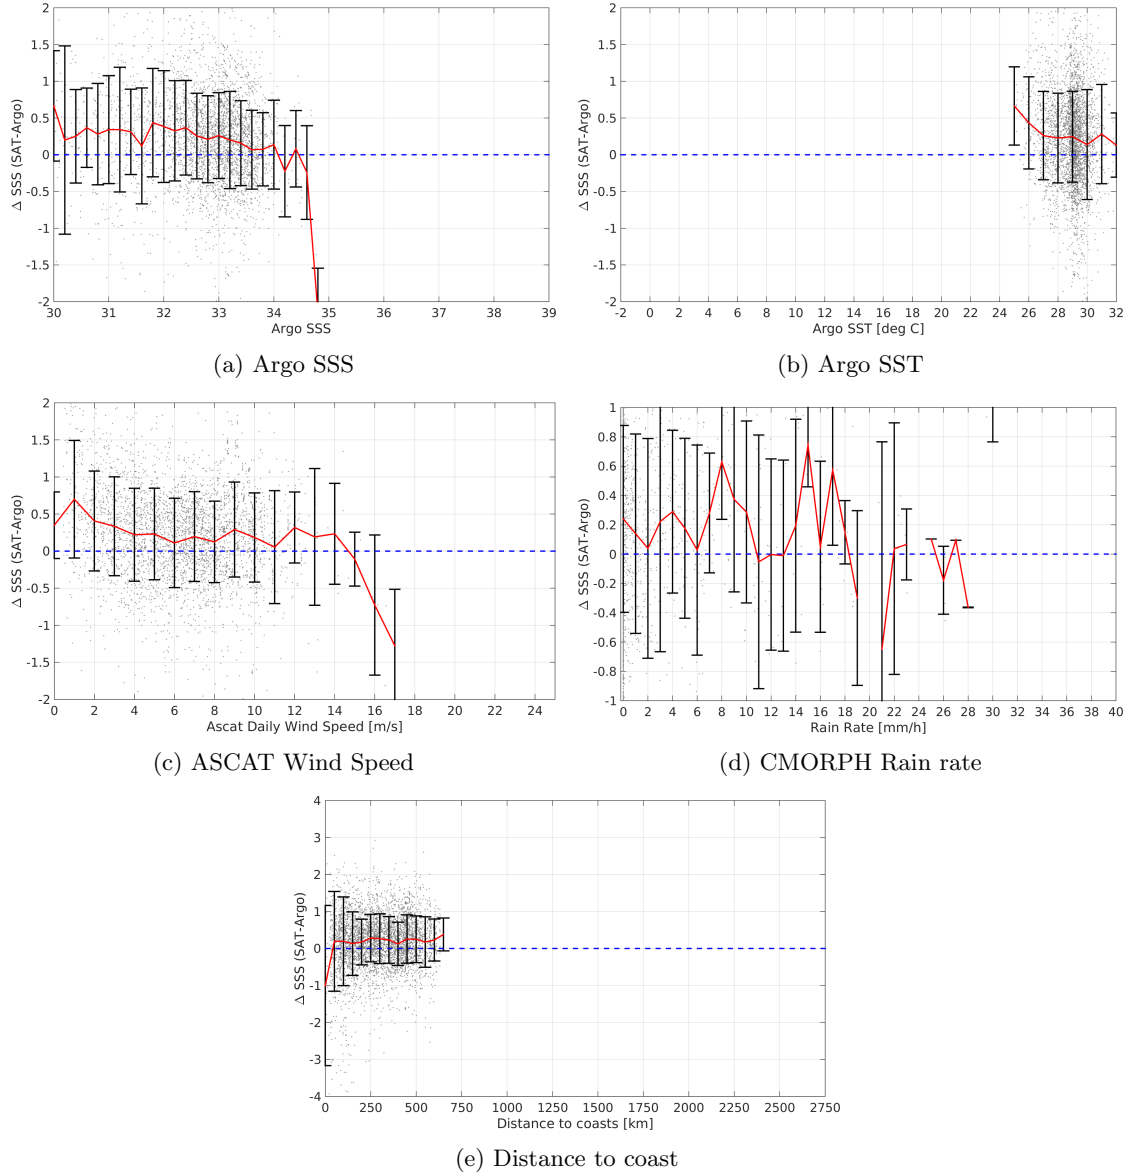 2
1.5
1
0.5
0
-0.5
-1
-1.5
-2
Δ SSS (SAT-Argo)
30 31 32 33 34 35 36 37 38 39
Argo SSS
(a) Argo SSS
2
1.5
1
0.5
0
-0.5
-1
-1.5
-2
Δ SSS (SAT-Argo)
-2 0 2 4 6 8 10 12 14 16 18 20 22 24 26 28 30 32
Argo SST [deg C]
(b) Argo SST
2
1.5
1
0.5
0
-0.5
-1
-1.5
-2
Δ SSS (SAT-Argo)
0 2 4 6 8 10 12 14 16 18 20 22 24
Ascat Daily Wind Speed [m/s]
(c) ASCAT Wind Speed
1
0.8
0.6
0.4
0.2
0
-0.2
-0.4
-0.6
-0.8
-1
Δ SSS (SAT-Argo)
0 2 4 6 8 10 12 14 16 18 20 22 24 26 28 30 32 34 36 38 40
Rain Rate [mm/h]
(d) CMORPH Rain rate
4
3
2
1
0
-1
-2
-3
-4
Δ SSS (SAT-Argo)
0 250 500 750 1000 1250 1500 1750 2000 2250 2500 2750
Distance to coasts [km]
(e) Distance to coast